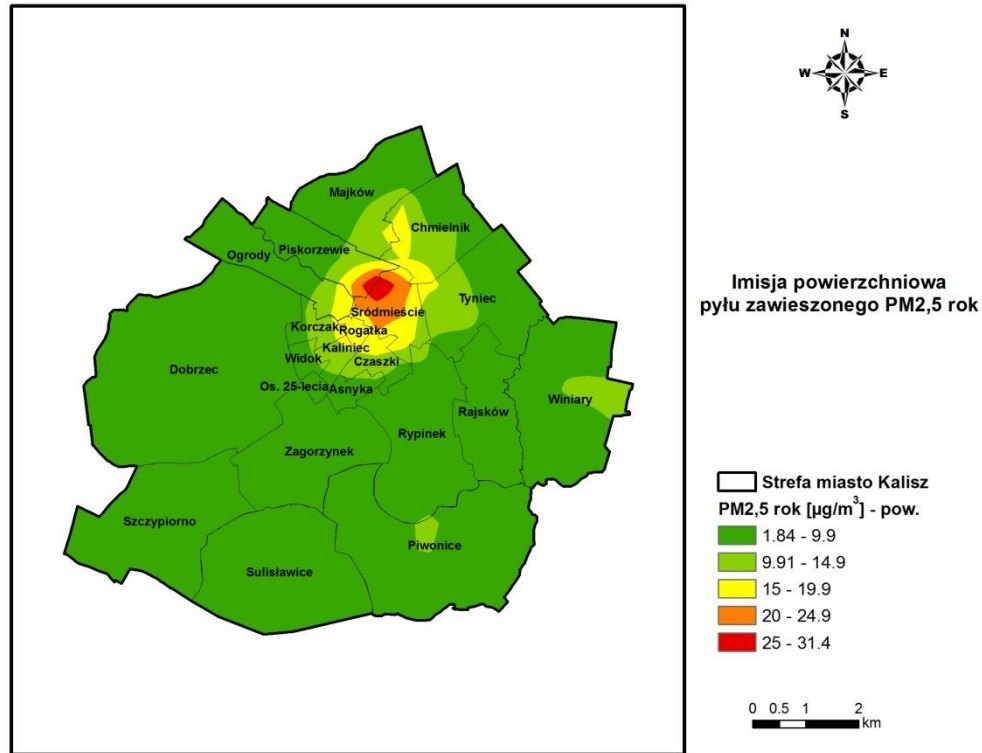 N
W E
S
Majków
Chmielnik
Piskorzewie
Ogrody
Imisja powierzchniowa
pyłu zawieszonego PM2,5 rok
Tyniec
Śródmieście
Korczak
Rogatka
Kaliniec
Widok
Czaszki
Dobrzec
Os. 25-lecia
Asnyka
Winiary
Rajsków
Rypinek
Zagorzynek
Szczypiorno
Piwonice
Sulisławice
Strefa miasto Kalisz
PM2,5 rok [µg/m³] - pow.
1.84 - 9.9
9.91 - 14.9
15 - 19.9
20 - 24.9
25 - 31.4
0 0.5 1 2
km